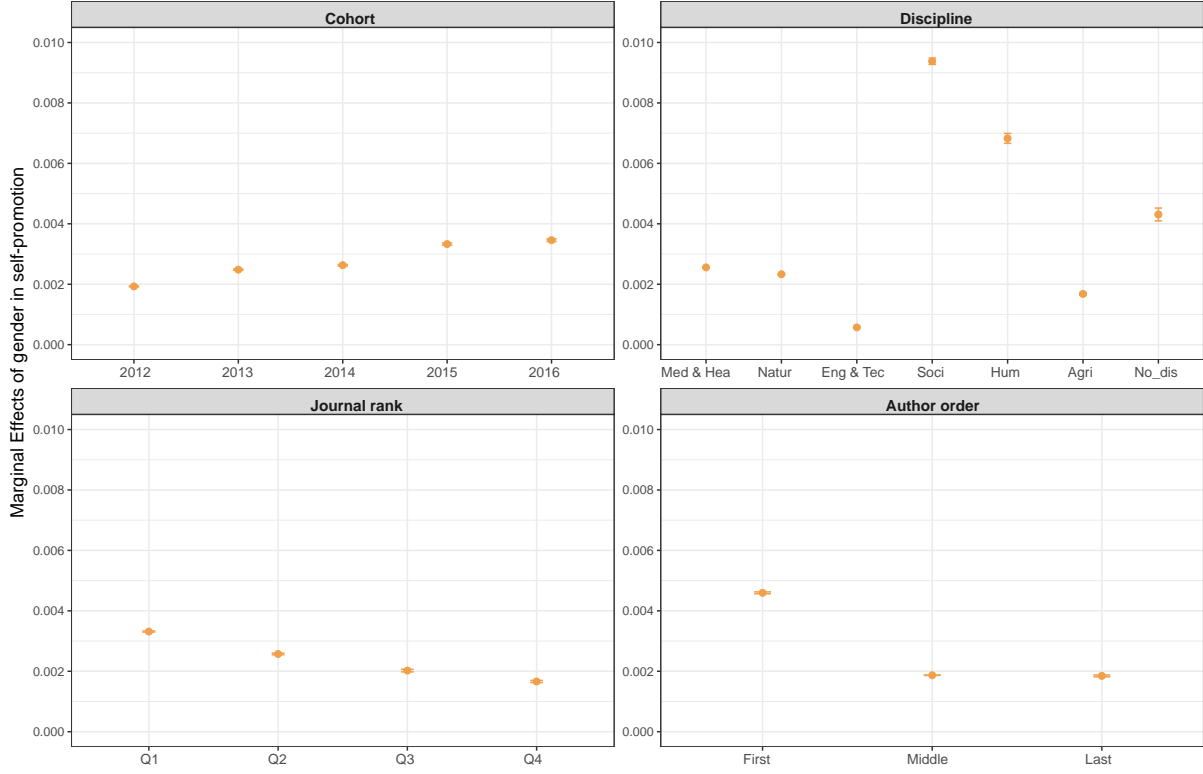 Cohort
Discipline
Marginal Effects of gender in self-promotion
0.010
0.008
0.006
0.004
0.002
0.000
2012 2013 2014 2015 2016
0.010
0.008
0.006
0.004
0.002
0.000
Med & Hea Natur Eng & Tec Soci Hum Agri No_dis
Journal rank
Author order
0.010
0.008
0.006
0.004
0.002
0.000
Q1 Q2 Q3 Q4
0.010
0.008
0.006
0.004
0.002
0.000
First Middle Last